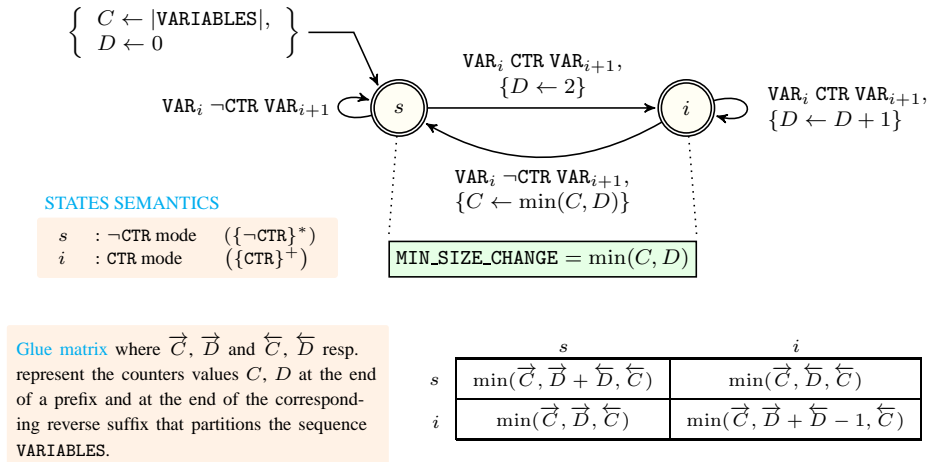 C ← |VARIABLES|,
D ← 0
VAR_i CTR VAR_{i+1},
{D ← 2}
VAR_i ¬CTR VAR_{i+1}
s
i
VAR_i CTR VAR_{i+1},
{D ← D + 1}
VAR_i ¬CTR VAR_{i+1},
{C ← min(C, D)}
STATES SEMANTICS
s : ¬CTR mode ({¬CTR}*)
i : CTR mode ({CTR}+)
MIN_SIZE_CHANGE = min(C, D)
Glue matrix where →C, →D and ←C, ←D resp.
represent the counters values C, D at the end
of a prefix and at the end of the correspond-
ing reverse suffix that partitions the sequence
VARIABLES.
s i
s min(→C, →D + ←D, ←C) min(→C, ←D, ←C)
i min(→C, →D, ←C) min(→C, →D + ←D − 1, ←C)